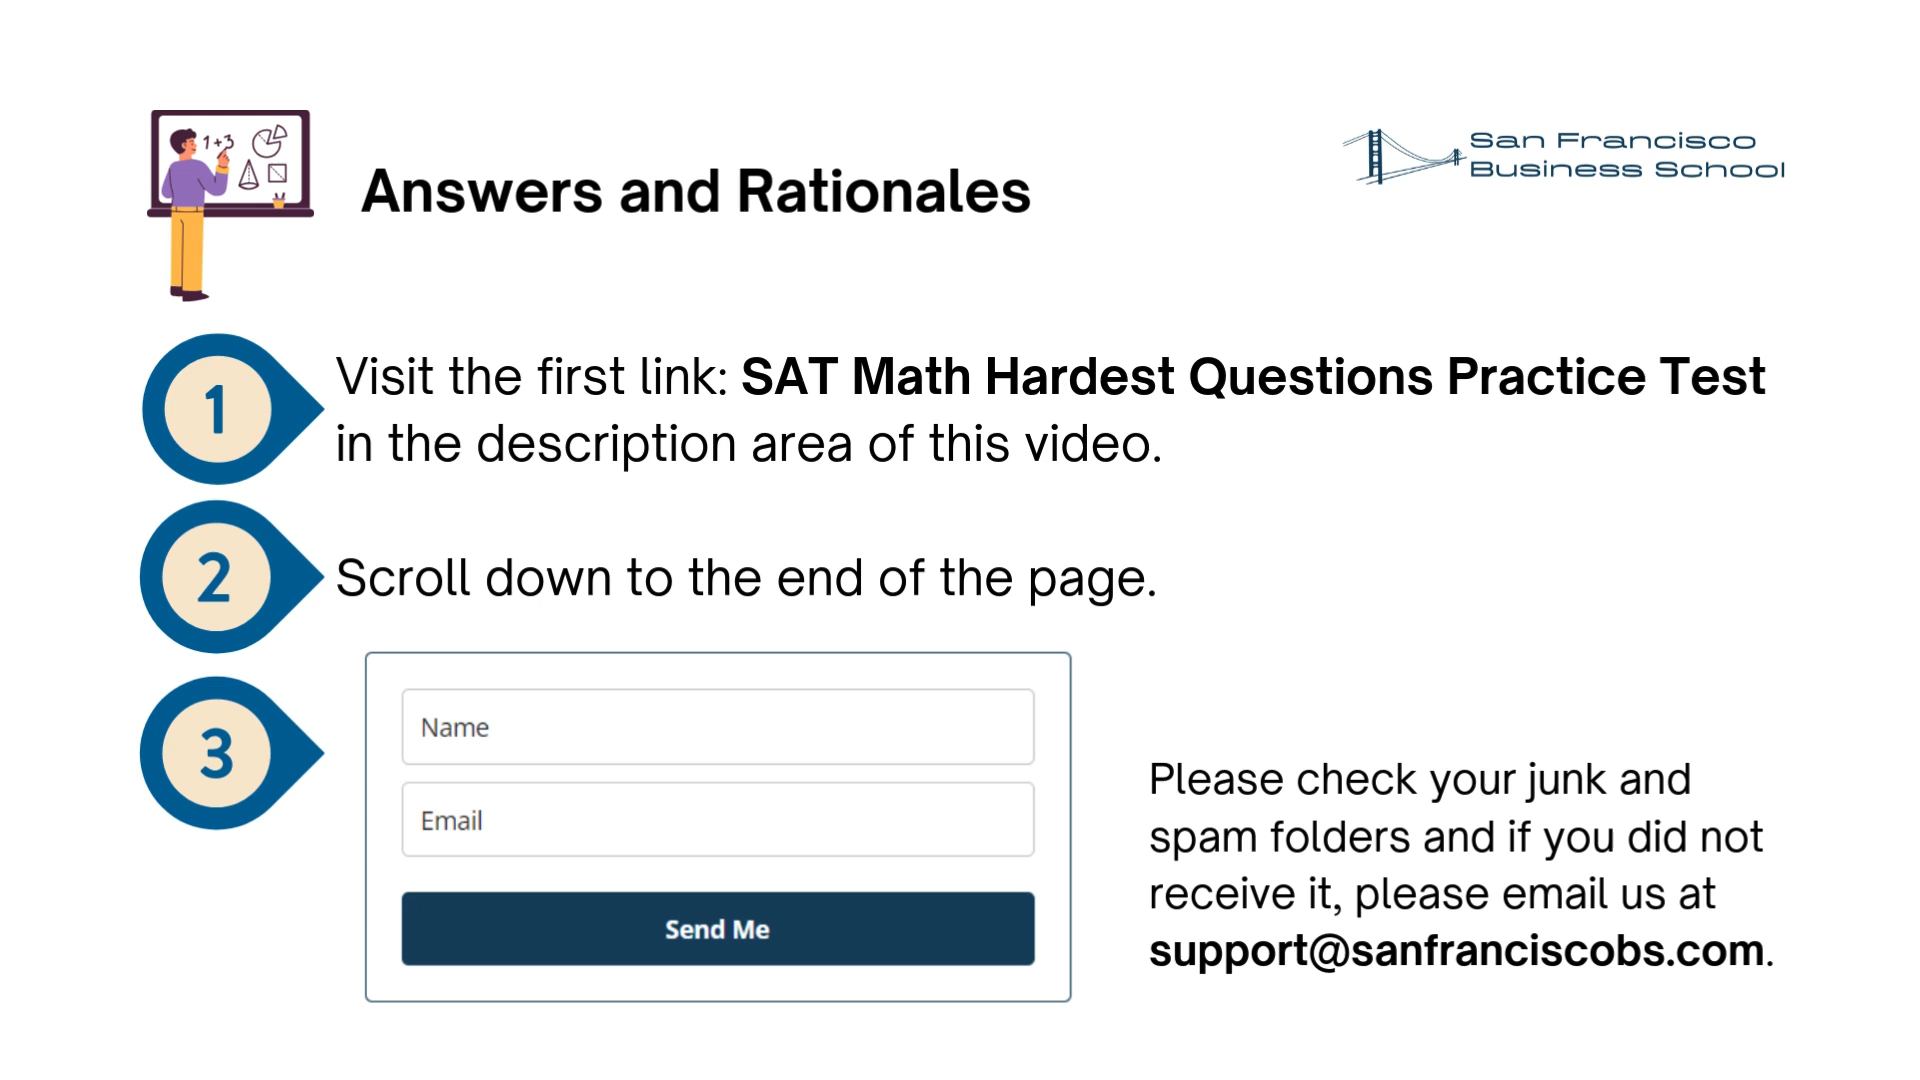 1+3
Answers and Rationales
San Francisco
Business School
1
Visit the first link: SAT Math Hardest Questions Practice Test
in the description area of this video.
2
Scroll down to the end of the page.
3
Name
Email
Send Me
Please check your junk and
spam folders and if you did not
receive it, please email us at
support@sanfranciscobs.com.